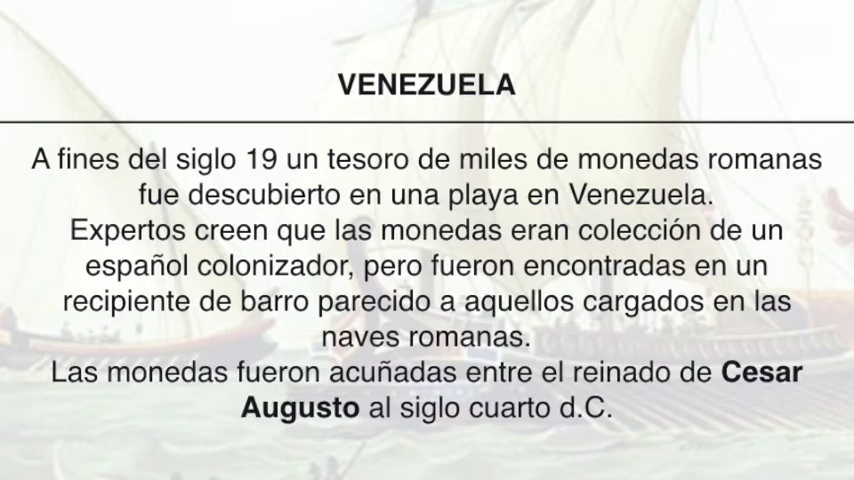 VENEZUELA
A fines del siglo 19 un tesoro de miles de monedas romanas
fue descubierto en una playa en Venezuela.
Expertos creen que las monedas eran colección de un
español colonizador, pero fueron encontradas en un
recipiente de barro parecido a aquellos cargados en las
naves romanas.
Las monedas fueron acuñadas entre el reinado de Cesar
Augusto al siglo cuarto d.C.